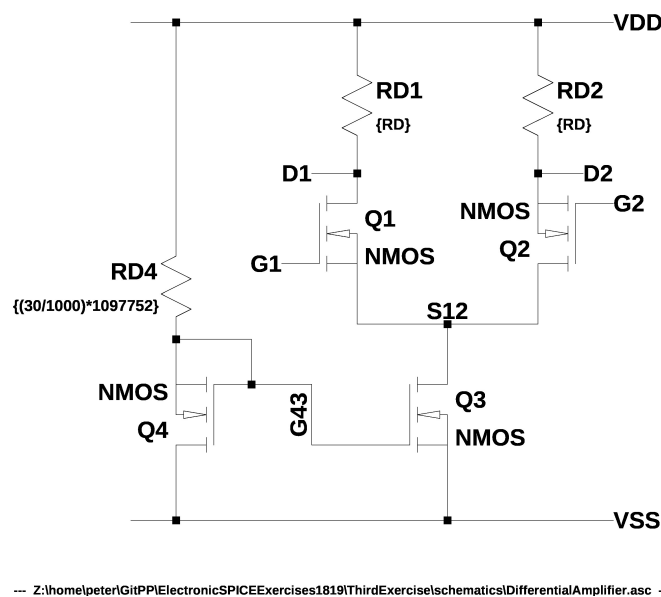 VDD
RD1
{RD}
RD2
{RD}
D1
D2
NMOS
G2
Q1
Q2
NMOS
G1
RD4
{(30/1000)*1097752}
S12
NMOS
Q4
G43
Q3
NMOS
VSS
--- Z:\home\peter\GitPP\ElectronicSPICEExercises1819\ThirdExercise\schematics\DifferentialAmplifier.asc -